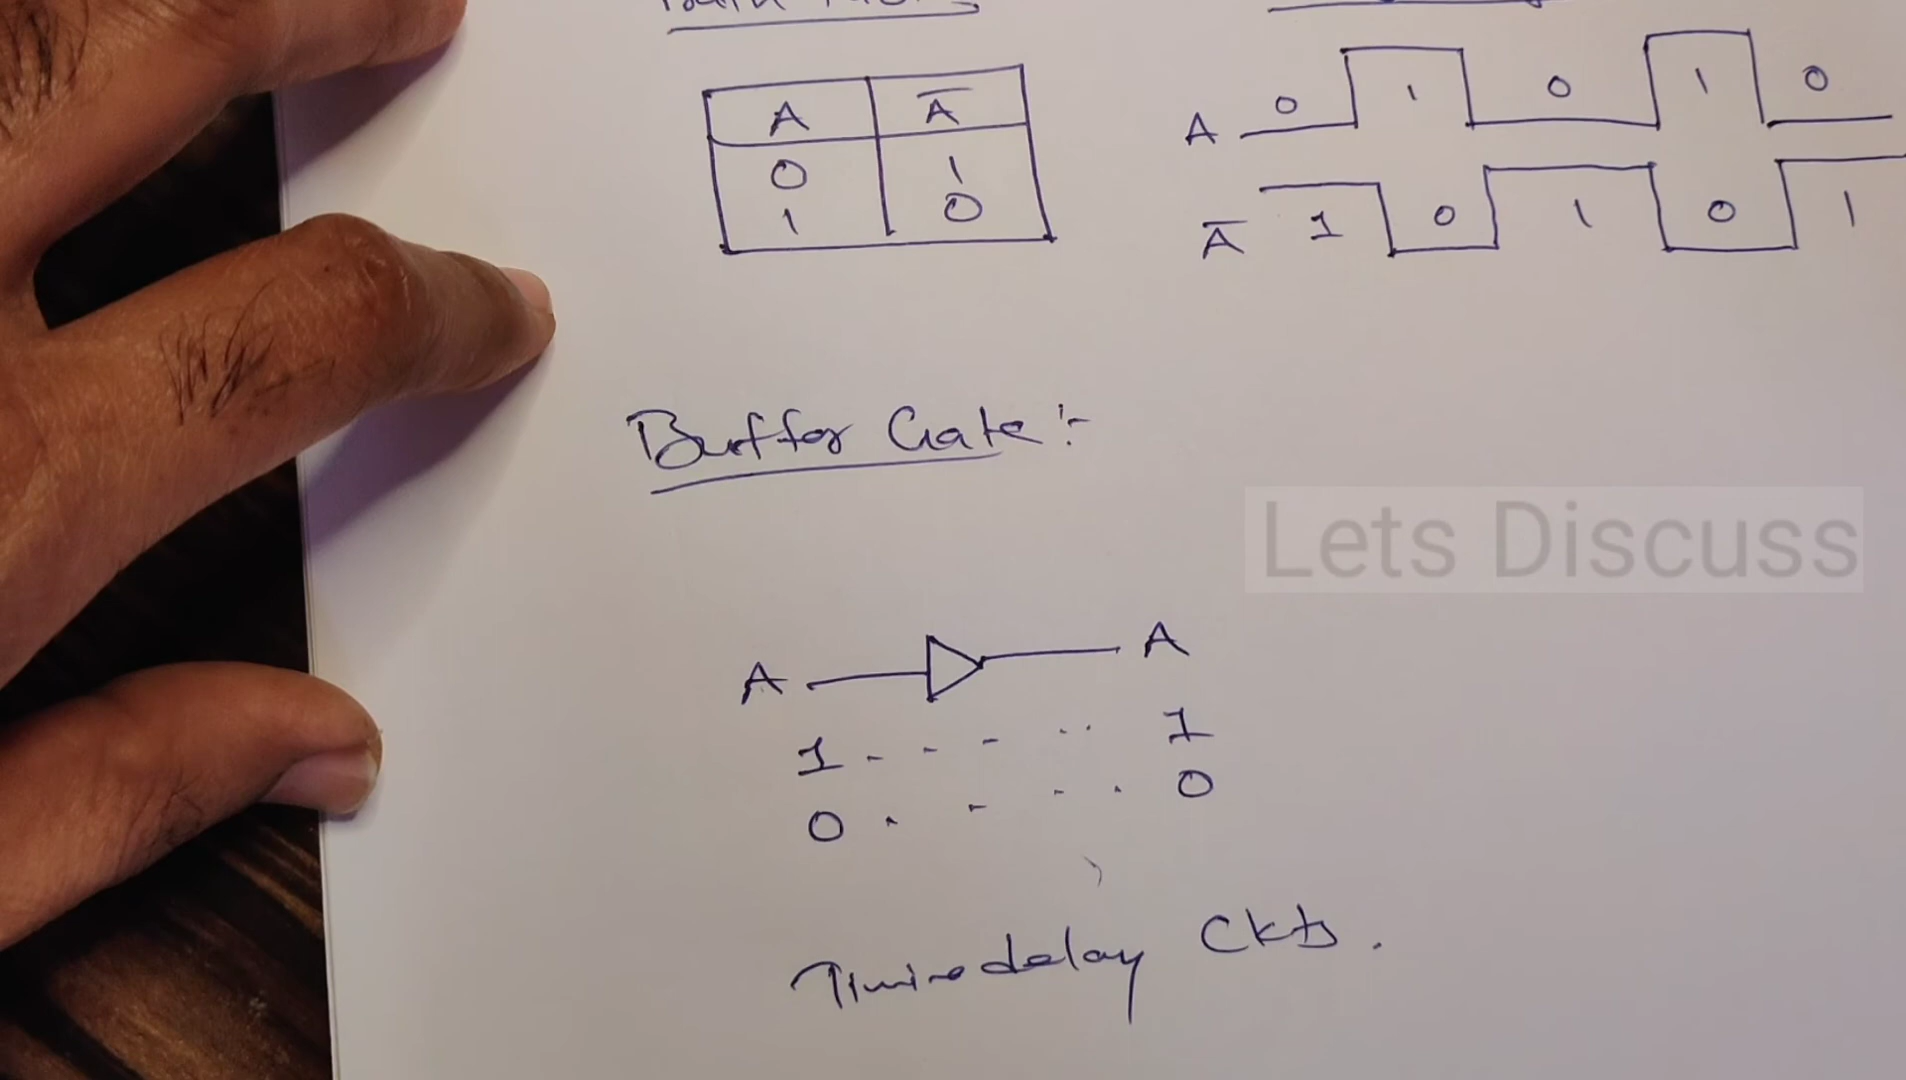 A Ā
0 1
1 0
A 0 1 0 1 0
Ā 1 0 1 0 1
Buffer Gate :-
Lets Discuss
A A
1 - - - - - 1
0 - - - - 0
Time delay Ckts.